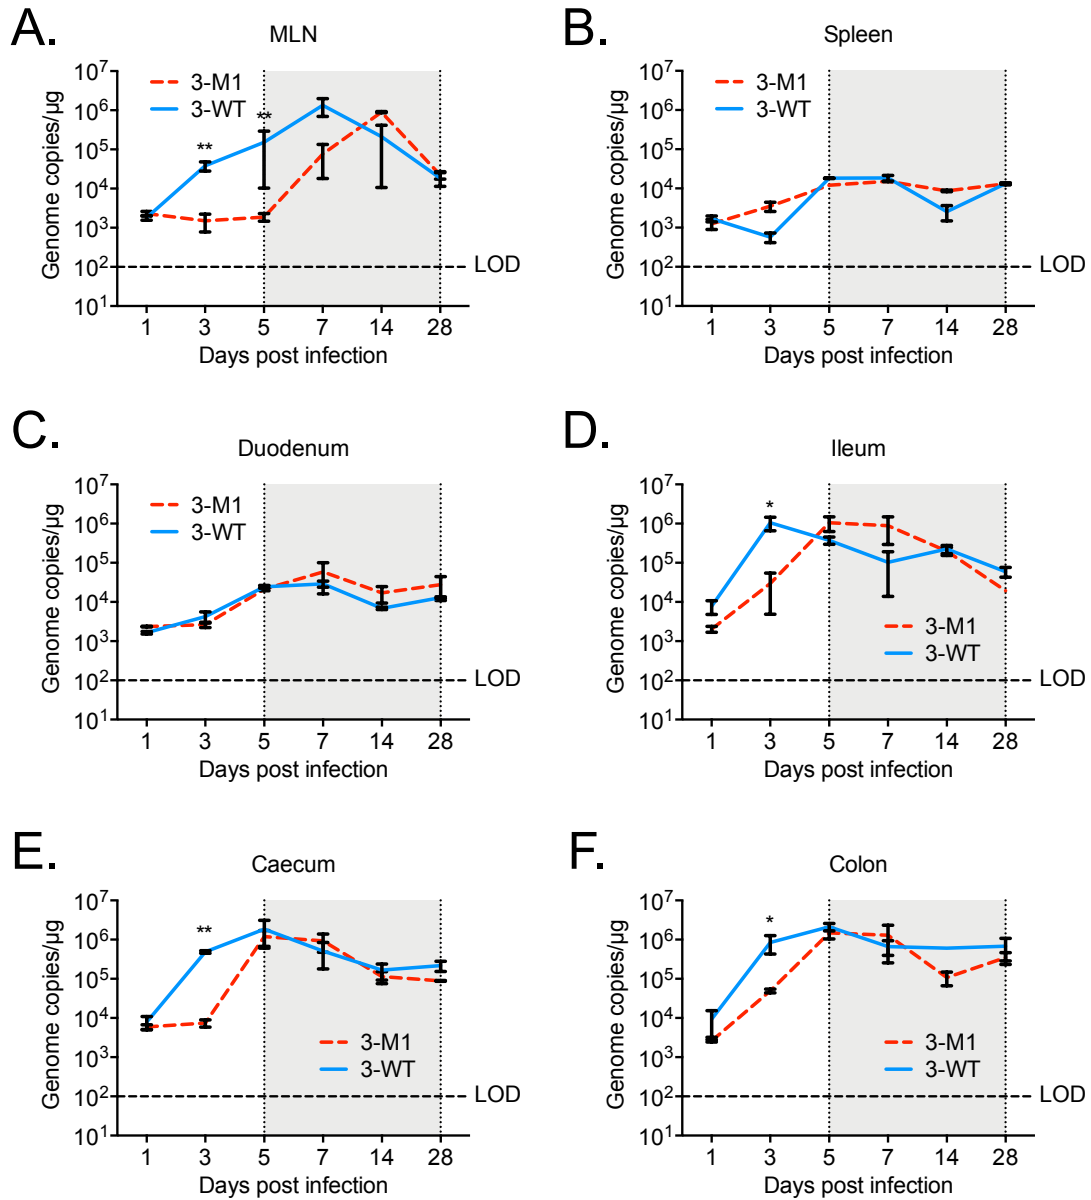 A.
MLN
Genome copies/µg
10⁷
10⁶
10⁵
10⁴
10³
10²
10¹
3-M1
3-WT
**
**
LOD
1 3 5 7 14 28
Days post infection
B.
Spleen
Genome copies/µg
10⁷
10⁶
10⁵
10⁴
10³
10²
10¹
3-M1
3-WT
LOD
1 3 5 7 14 28
Days post infection
C.
Duodenum
Genome copies/µg
10⁷
10⁶
10⁵
10⁴
10³
10²
10¹
3-M1
3-WT
LOD
1 3 5 7 14 28
Days post infection
D.
Ileum
Genome copies/µg
10⁷
10⁶
10⁵
10⁴
10³
10²
10¹
*
3-M1
3-WT
LOD
1 3 5 7 14 28
Days post infection
E.
Caecum
Genome copies/µg
10⁷
10⁶
10⁵
10⁴
10³
10²
10¹
**
3-M1
3-WT
LOD
1 3 5 7 14 28
Days post infection
F.
Colon
Genome copies/µg
10⁷
10⁶
10⁵
10⁴
10³
10²
10¹
*
3-M1
3-WT
LOD
1 3 5 7 14 28
Days post infection